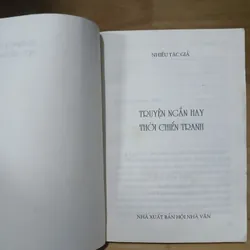 NHIỀU TÁC GIẢ
TRUYỆN NGẮN HAY
THỜI CHIẾN TRANH
NHÀ XUẤT BẢN HỘI NHÀ VĂN